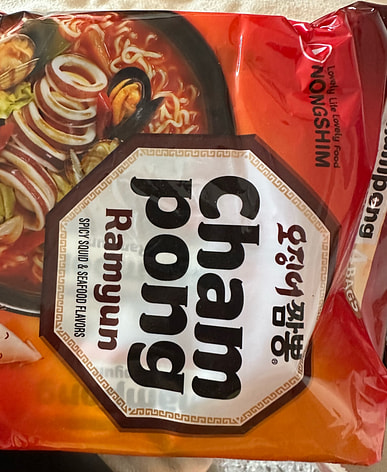 Lovely Life Lovely Food
NONGSHIM
오징어 짬뽕®
cham
pong
Ramyun
SPICY SQUID & SEAFOOD FLAVORS